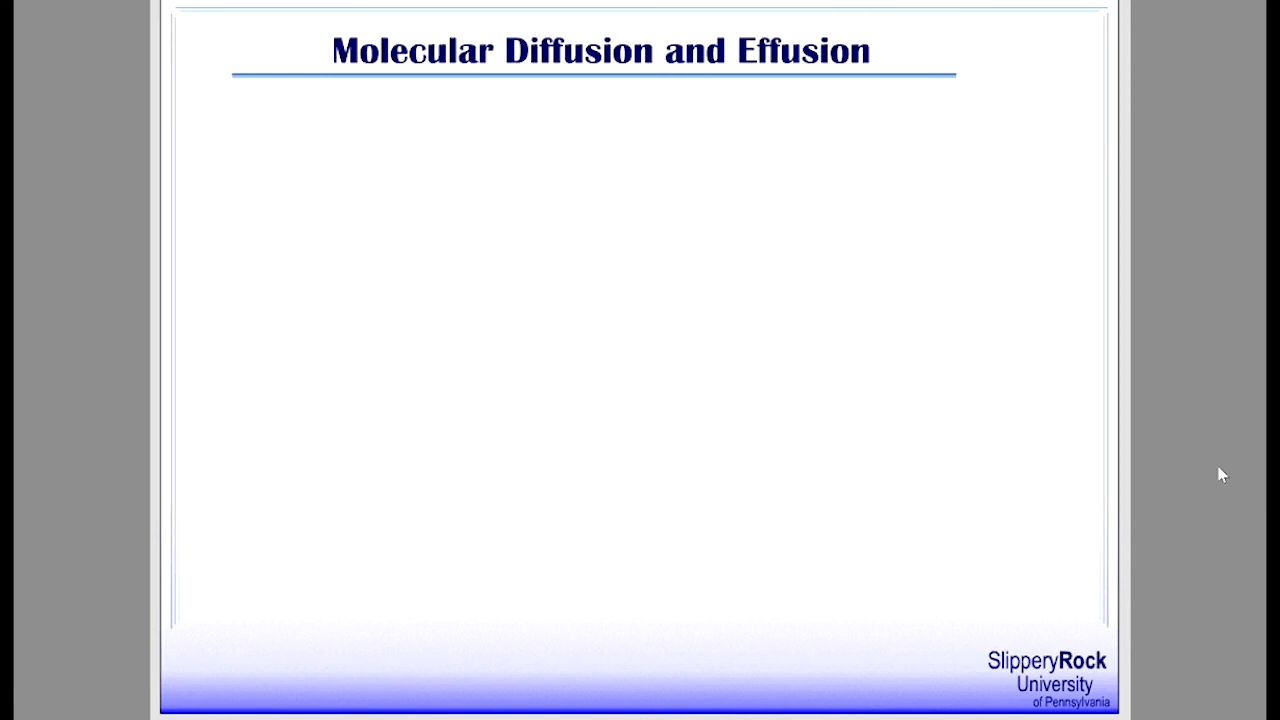 Molecular Diffusion and Effusion
SlipperyRock
University
of Pennsylvania